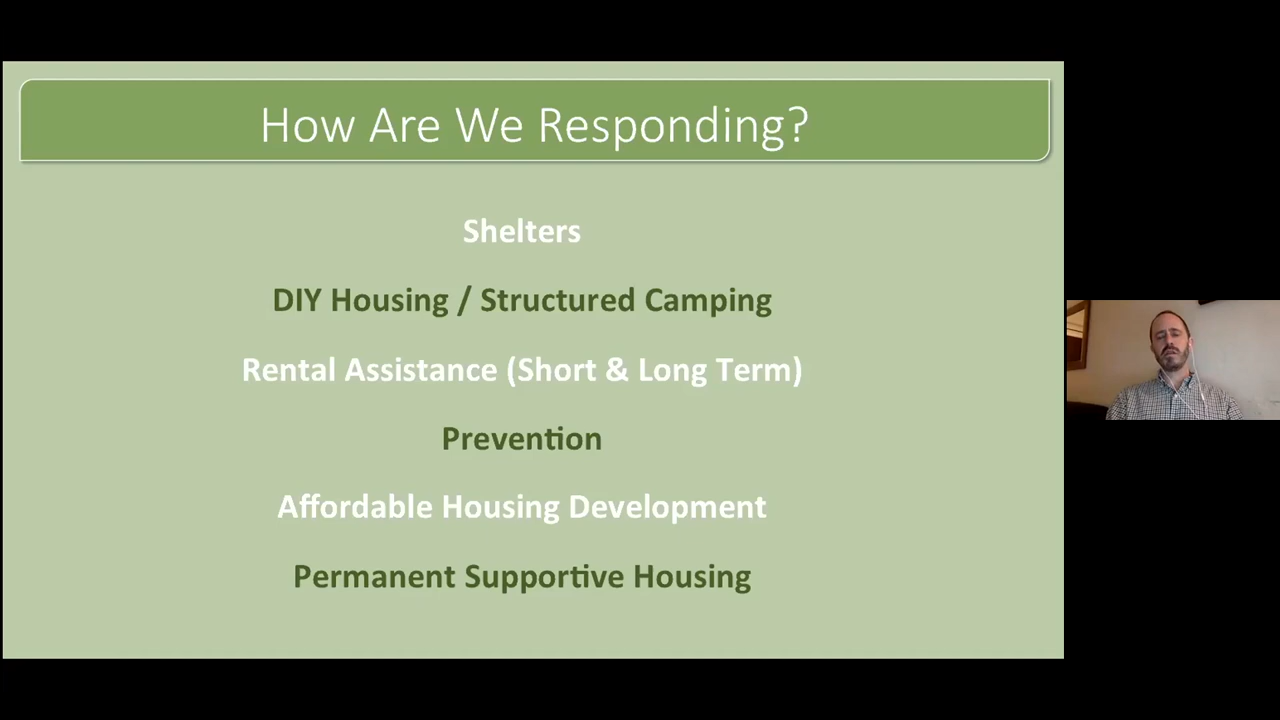 How Are We Responding?
Shelters
DIY Housing / Structured Camping
Rental Assistance (Short & Long Term)
Prevention
Affordable Housing Development
Permanent Supportive Housing